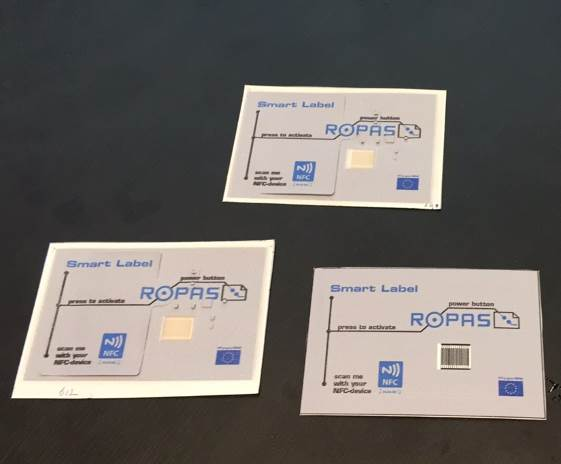 Smart Label
power button
press to activate
ROPAS
scan me
with your
NFC-device
NFC
Smart Label
power button
press to activate
ROPAS
scan me
with your
NFC-device
NFC
Smart Label
power button
press to activate
ROPAS
scan me
with your
NFC-device
NFC